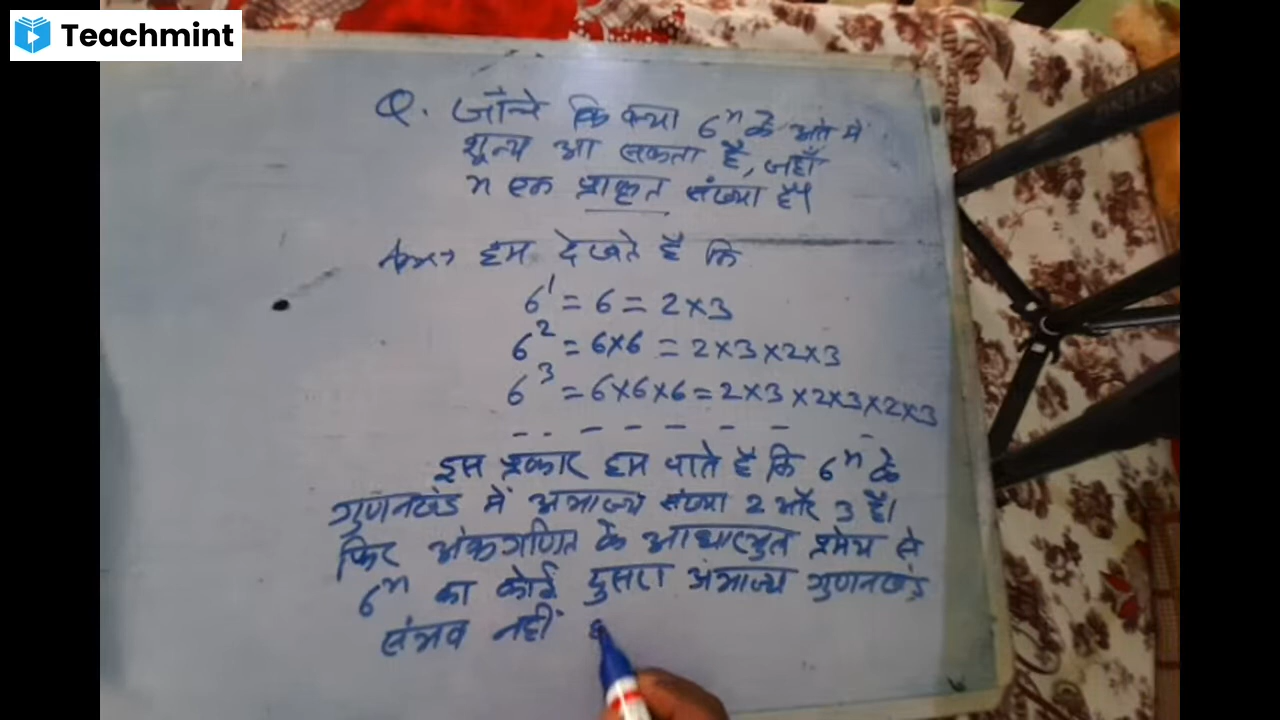 Teachmint
Q. जाँचे कि क्या 6ⁿ के अंत में
शून्य आ सकता है, जहाँ
n एक प्राकृत संख्या है।
Ans→ हम देखते है कि
6¹ = 6 = 2×3
6² = 6×6 = 2×3×2×3
6³ = 6×6×6 = 2×3×2×3×2×3
इस प्रकार हम पाते है कि 6ⁿ के
गुणनखंड में अभाज्य संख्या 2 और 3 है।
फिर अंकगणित के आधारभुत प्रमेय से
6ⁿ का कोई दुसरा अभाज्य गुणनखंड
संभव नहीं